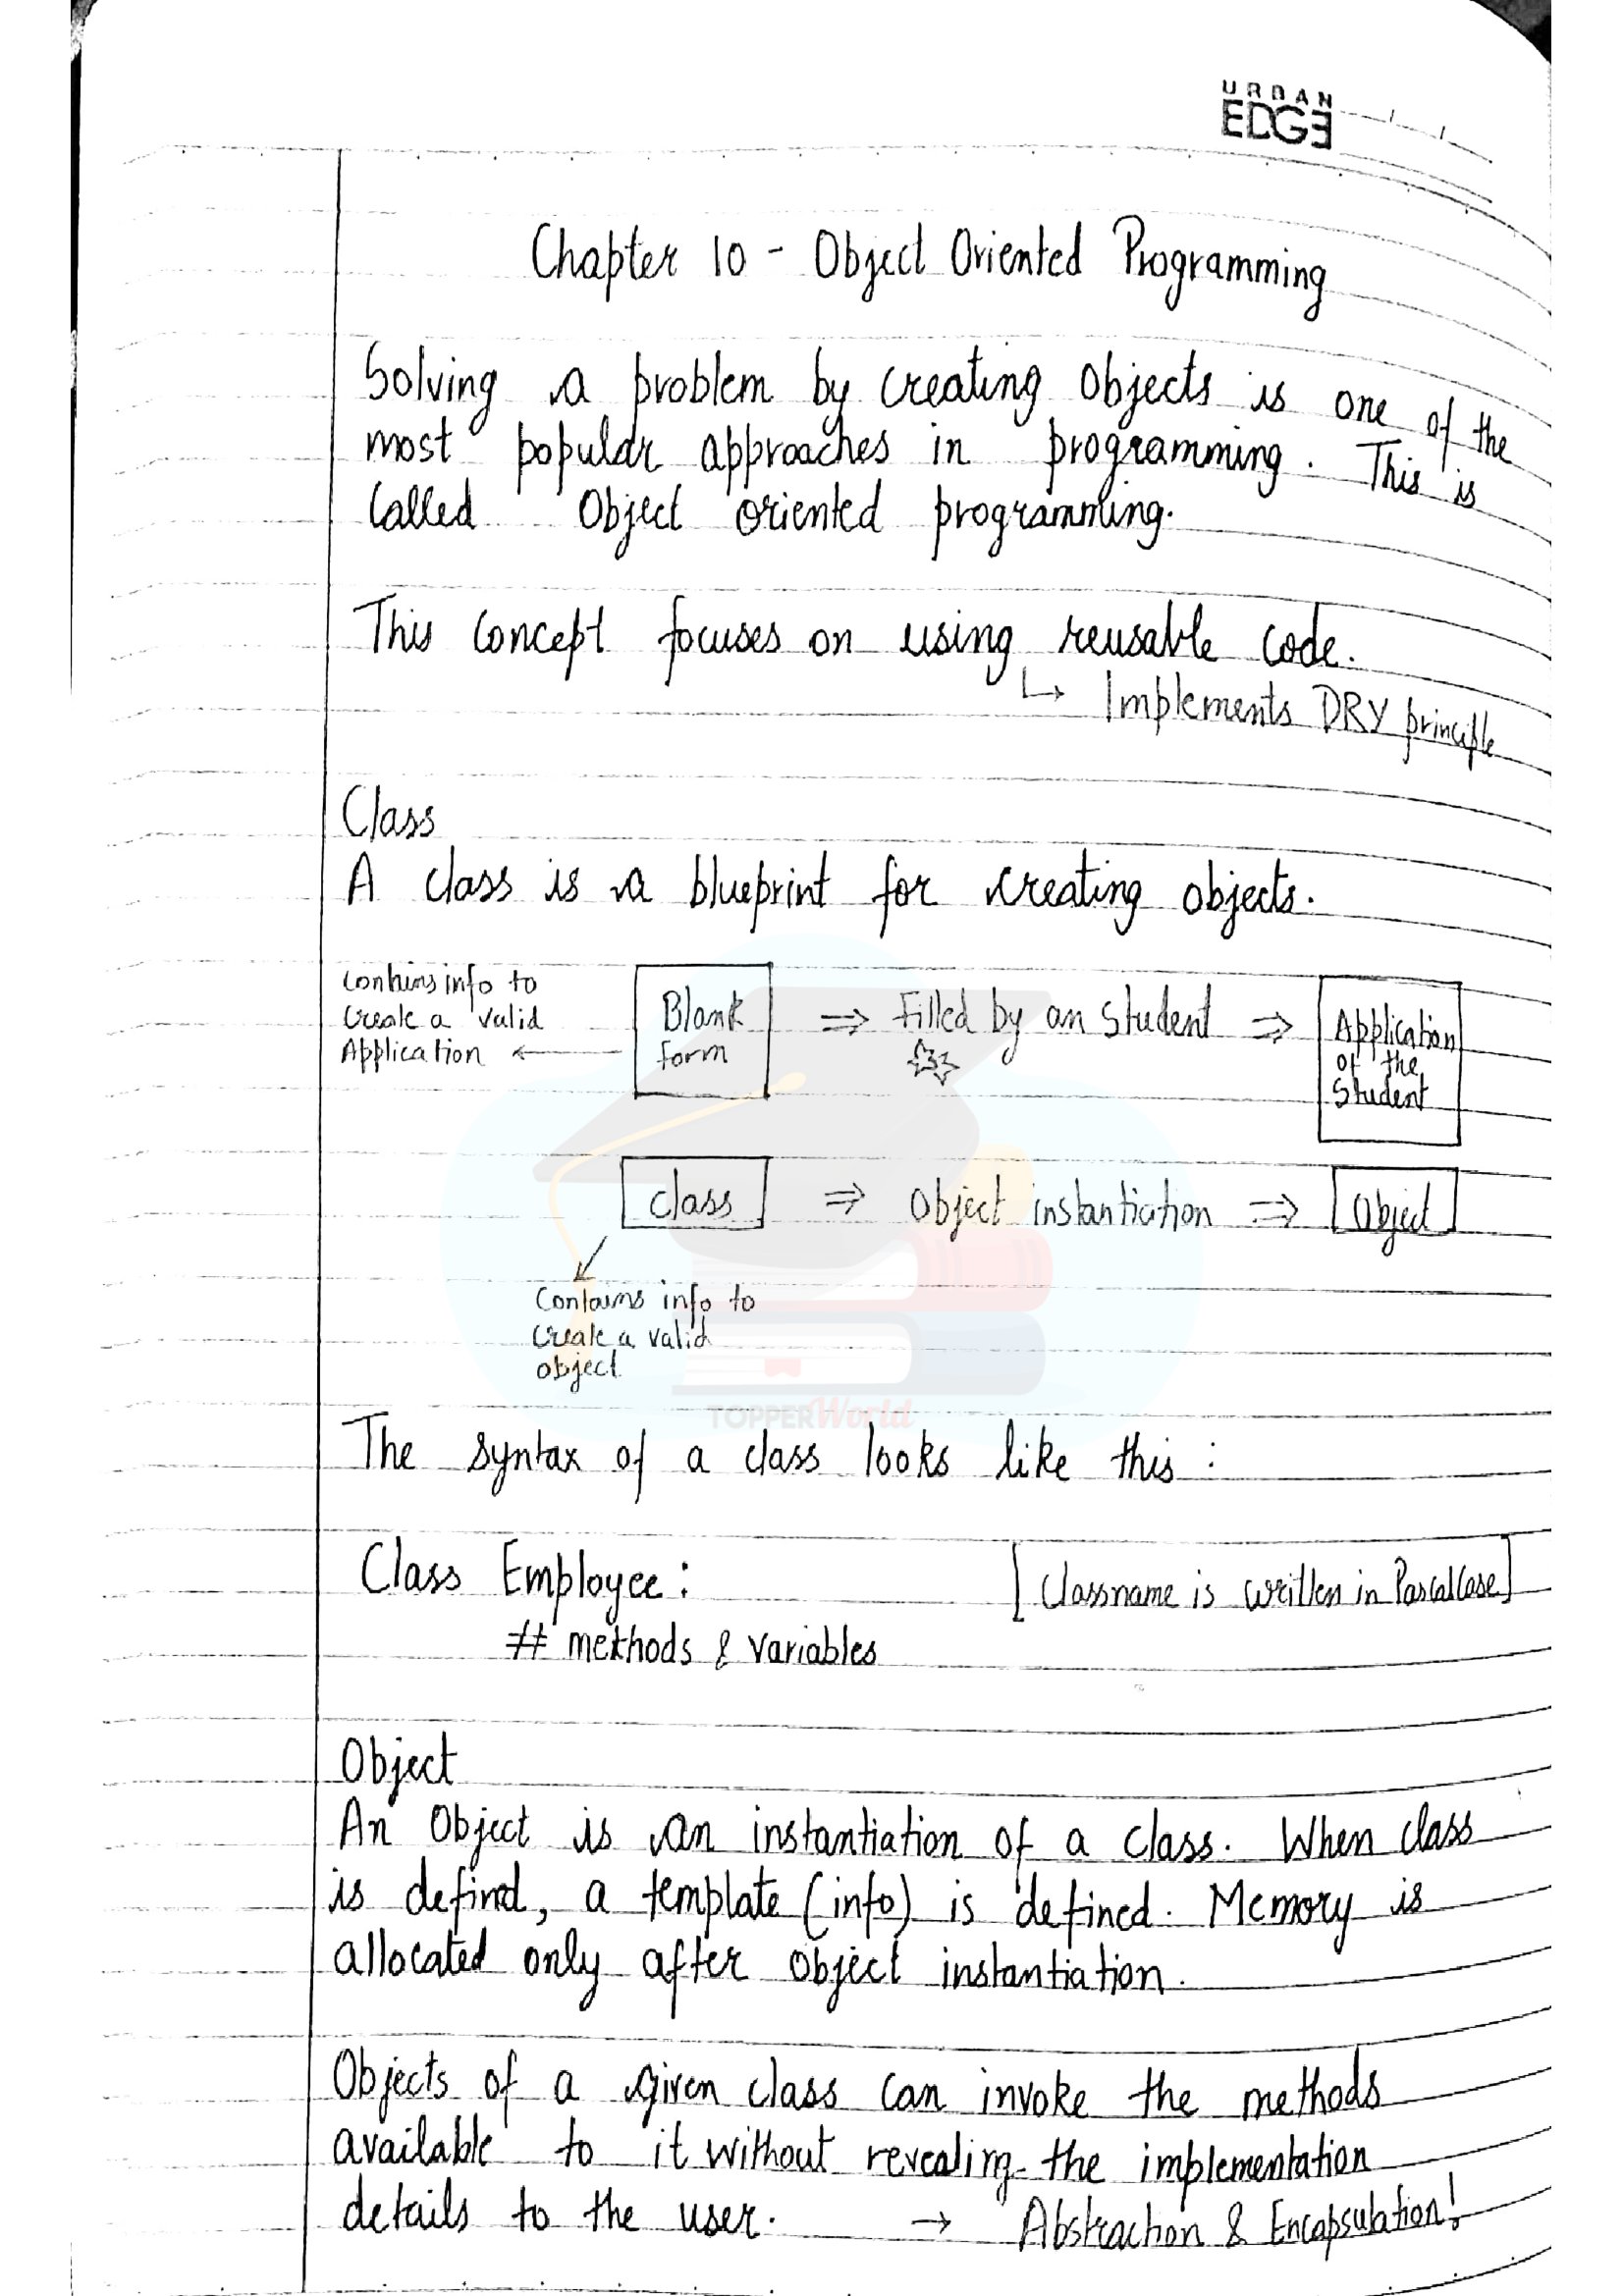 URBAN
EDGE
Chapter 10 - Object Oriented Programming
Solving a problem by creating objects is one of the
most popular approaches in programming. This is
called Object oriented programming.
This concept focuses on using reusable code.
↳ Implements DRY principle
Class
A class is a blueprint for creating objects.
Contains info to
Create a valid
Application ←
Blank
form
⇒ Filled by an Student ⇒
Application
of the
Student
class ⇒ Object instantiation ⇒ Object
Contains info to
Create a valid
object
TOPPERWorld
The syntax of a class looks like this :
Class Employee : [Classname is written in PascalCase]
# methods & variables
Object
An Object is an instantiation of a class. When class
is defined, a template (info) is defined. Memory is
allocated only after object instantiation.
Objects of a given class can invoke the methods
available to it without revealing the implementation
details to the user. → Abstraction & Encapsulation!